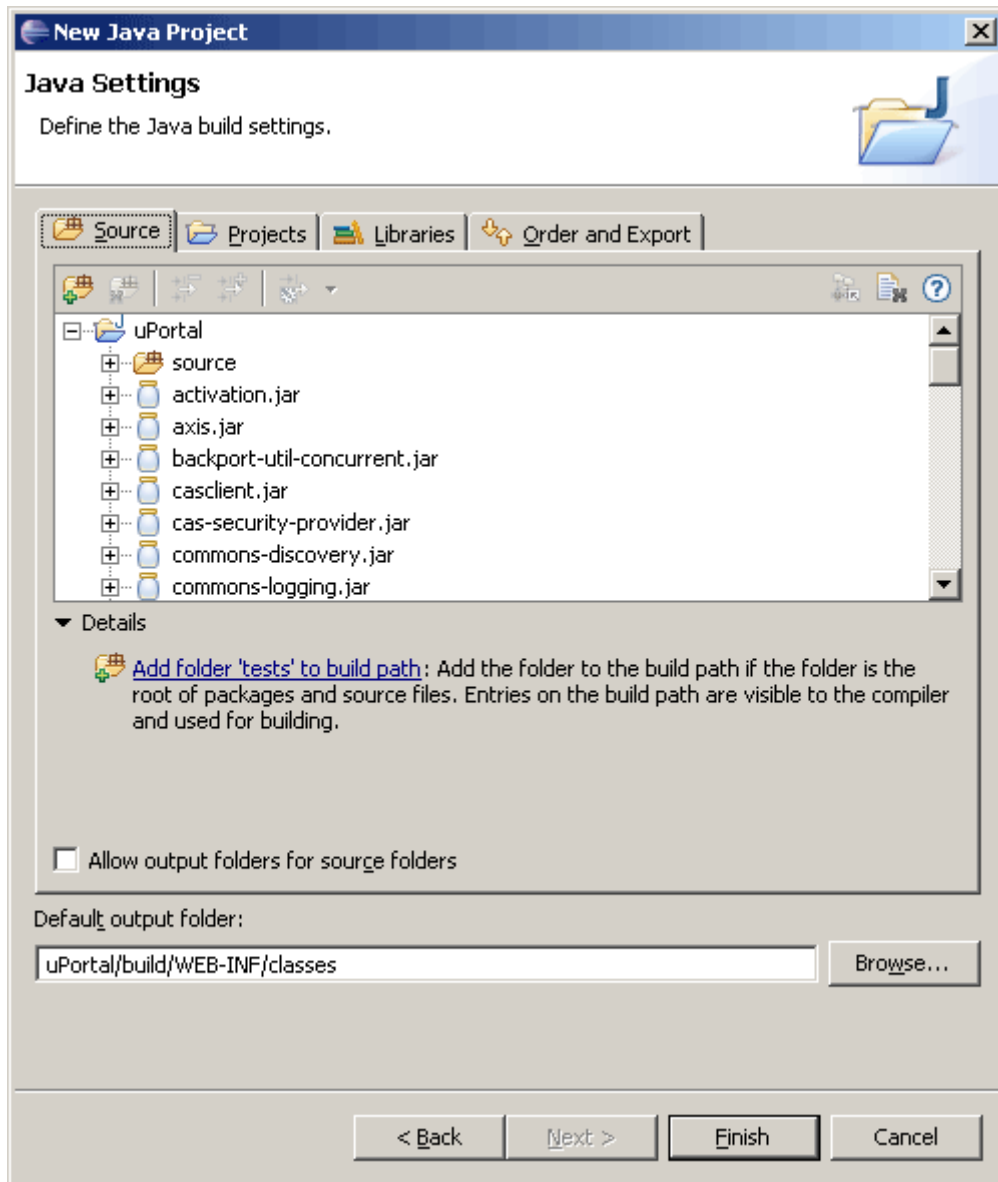 New Java Project
Java Settings
Define the Java build settings.
Source Projects Libraries Order and Export
uPortal
source
activation.jar
axis.jar
backport-util-concurrent.jar
casclient.jar
cas-security-provider.jar
commons-discovery.jar
commons-logging.jar
Details
Add folder 'tests' to build path: Add the folder to the build path if the folder is the
root of packages and source files. Entries on the build path are visible to the compiler
and used for building.
Allow output folders for source folders
Default output folder:
uPortal/build/WEB-INF/classes Browse...
< Back Next > Finish Cancel